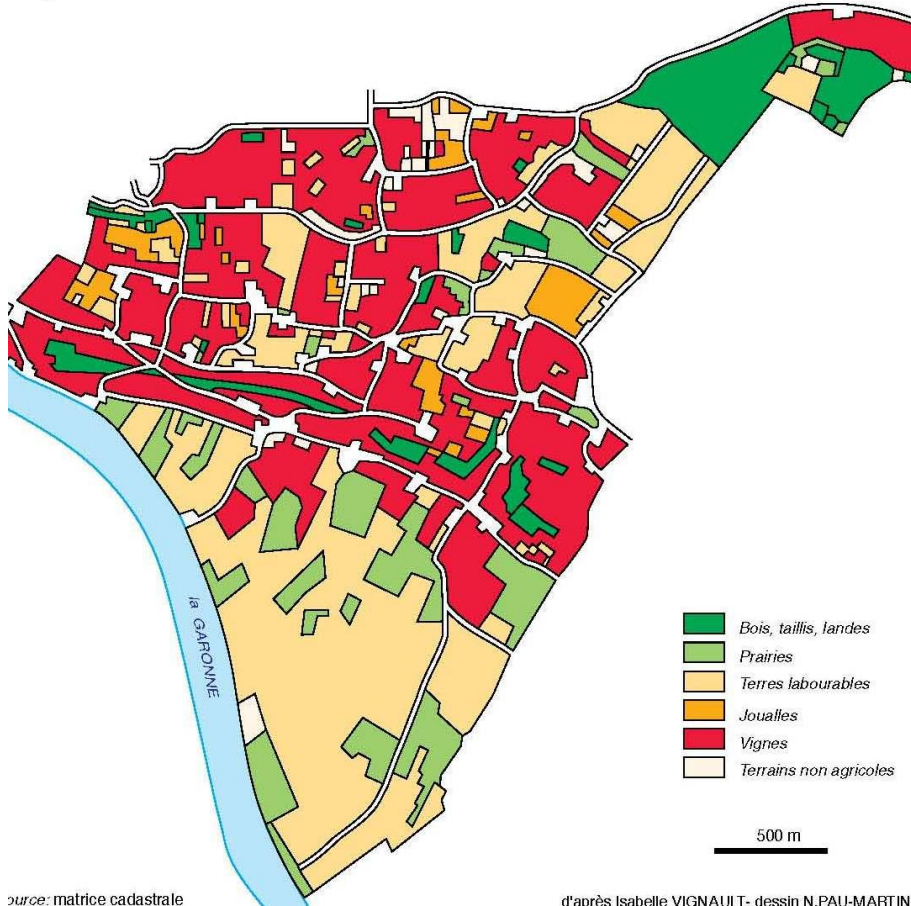 la GARONNE
Bois, taillis, landes
Prairies
Terres labourables
Joualles
Vignes
Terrains non agricoles
500 m
ource: matrice cadastrale
d'après Isabelle VIGNAULT- dessin N.PAU-MARTIN